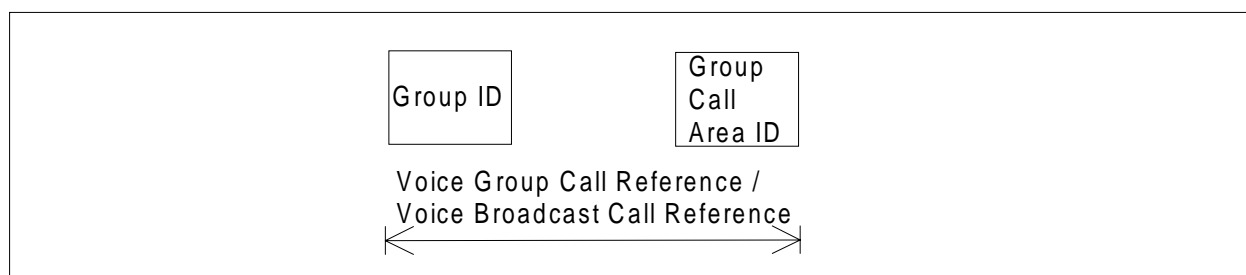 Group ID
Group
Call
Area ID
Voice Group Call Reference /
Voice Broadcast Call Reference